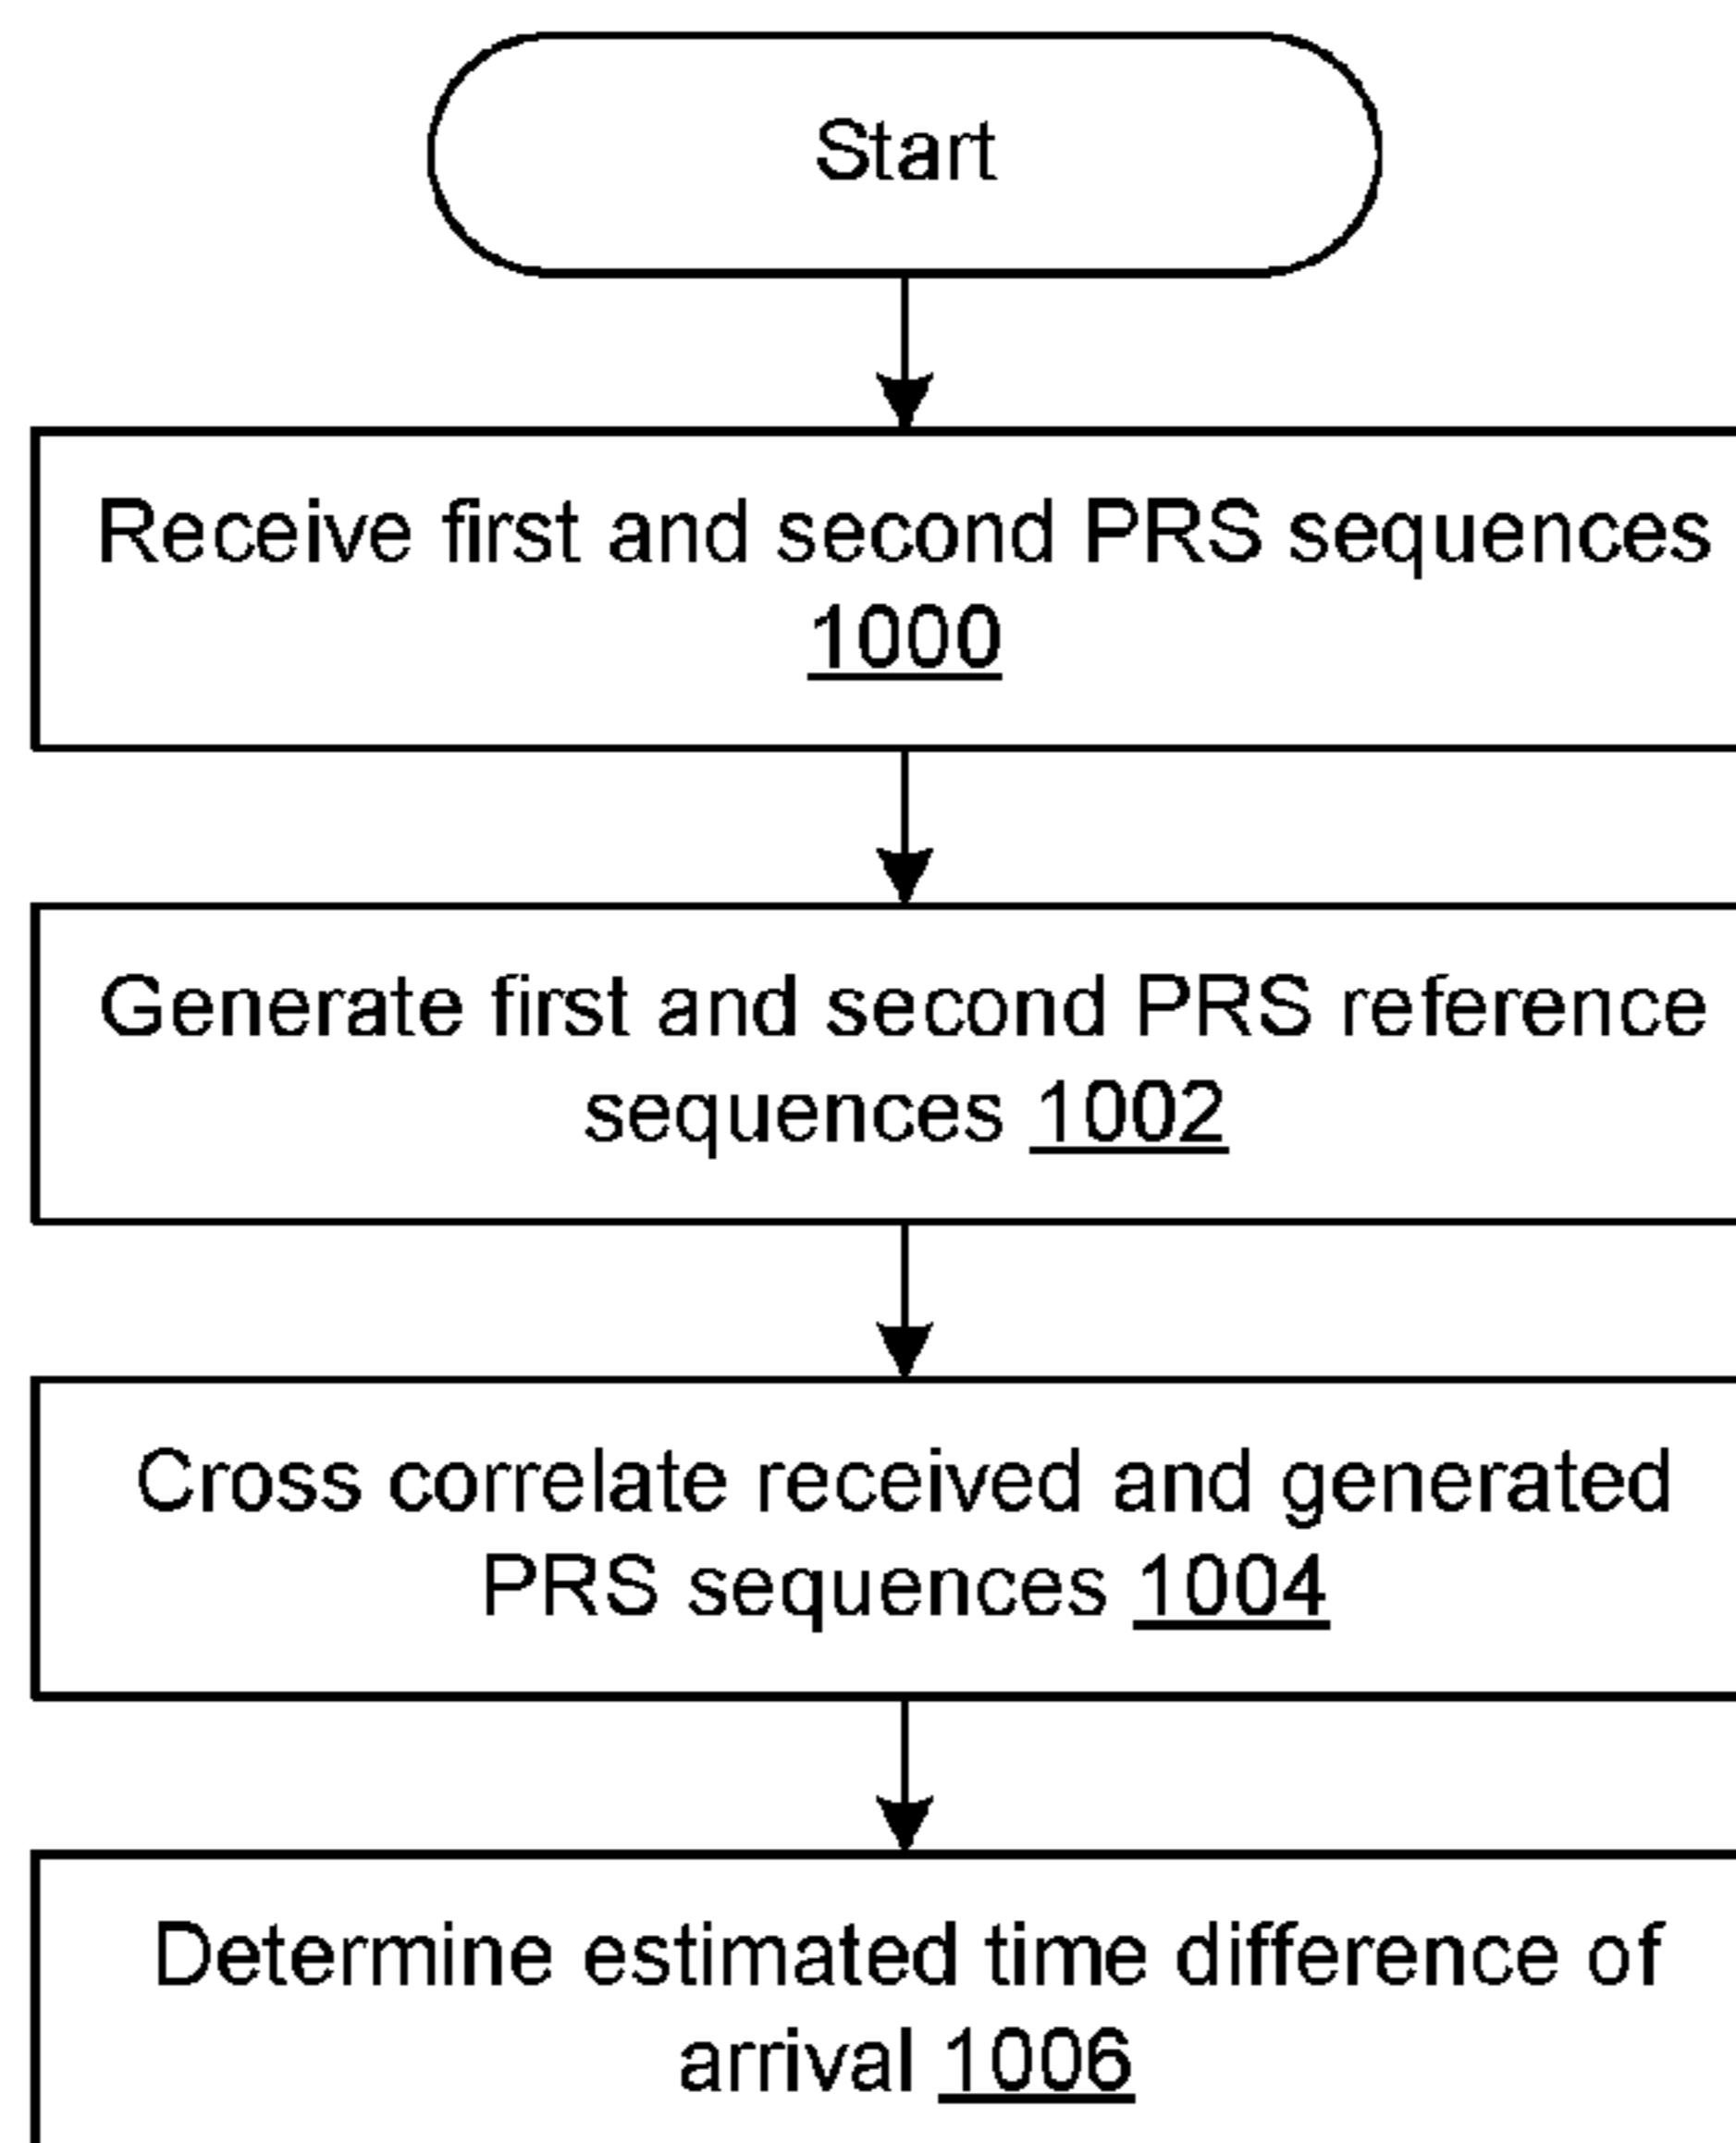 Start
Receive first and second PRS sequences
1000
Generate first and second PRS reference
sequences 1002
Cross correlate received and generated
PRS sequences 1004
Determine estimated time difference of
arrival 1006